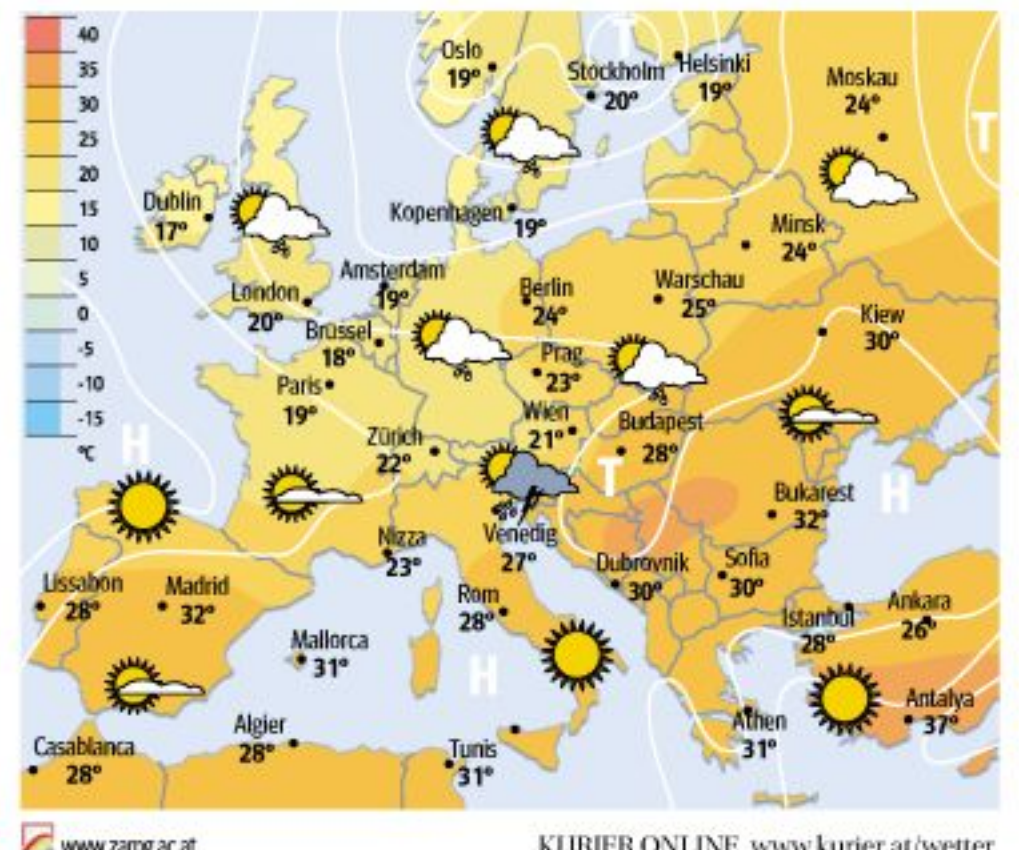 40
35
30
25
20
15
10
5
0
-5
-10
-15
°C
Oslo
19°
Stockholm
20°
Helsinki
19°
T
Moskau
24°
T
Dublin
17°
Kopenhagen
19°
Minsk
24°
Amsterdam
19°
London
20°
Berlin
24°
Warschau
25°
Brüssel
18°
Kiew
30°
Prag
23°
Paris
19°
Wien
21°
Budapest
28°
Zürich
22°
H
T
H
Bukarest
32°
Venedig
27°
Nizza
23°
Dubrovnik
30°
Sofia
30°
Lissabon
28°
Madrid
32°
Rom
28°
Istanbul
28°
Ankara
26°
Mallorca
31°
H
Antalya
37°
Athen
31°
Algier
28°
Casablanca
28°
Tunis
31°
www.zamg.ac.at
KURIER ONLINE www.kurier.at/wetter